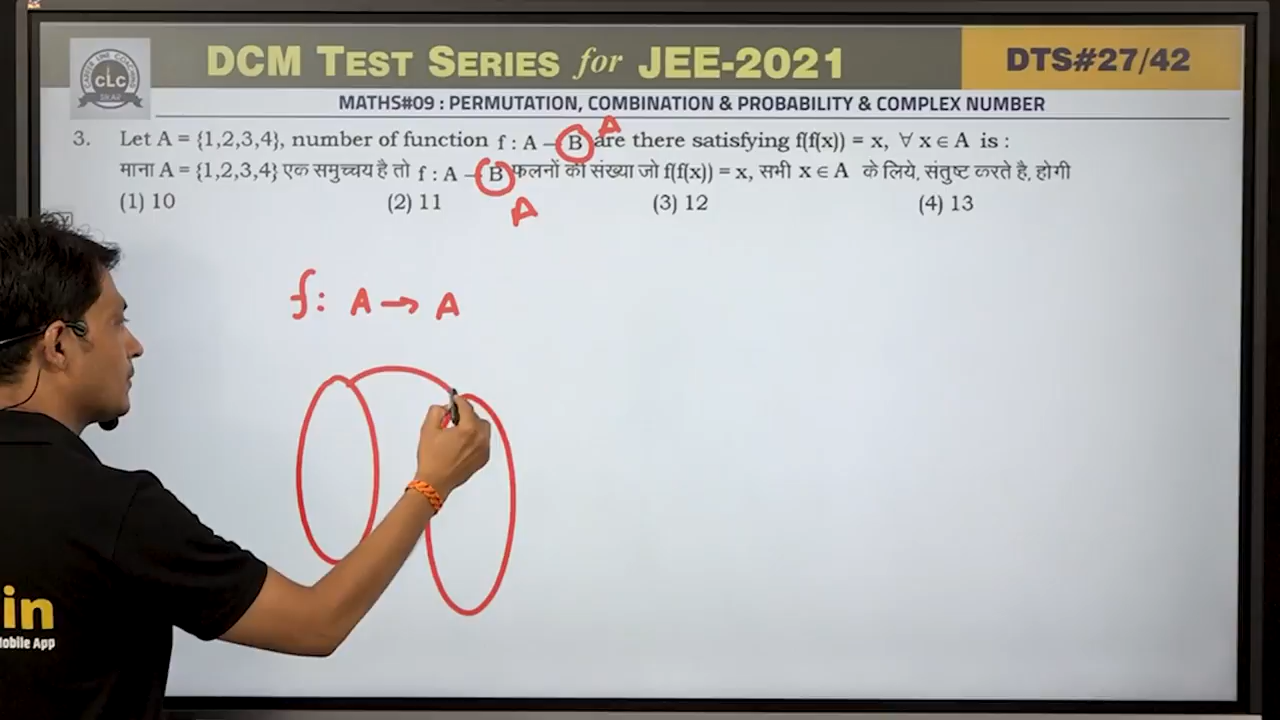 DCM TEST SERIES for JEE-2021
DTS#27/42
CLC
SIKAR
MATHS#09 : PERMUTATION, COMBINATION & PROBABILITY & COMPLEX NUMBER
A
3. Let A = {1,2,3,4}, number of function f : A – B are there satisfying f(f(x)) = x, ∀ x ∈ A is :
माना A = {1,2,3,4} एक समुच्चय है तो f : A – B फलनों की संख्या जो f(f(x)) = x, सभी x ∈ A के लिये, संतुष्ट करते है, होगी
A
(1) 10 (2) 11 (3) 12 (4) 13
f: A → A
in
Mobile App